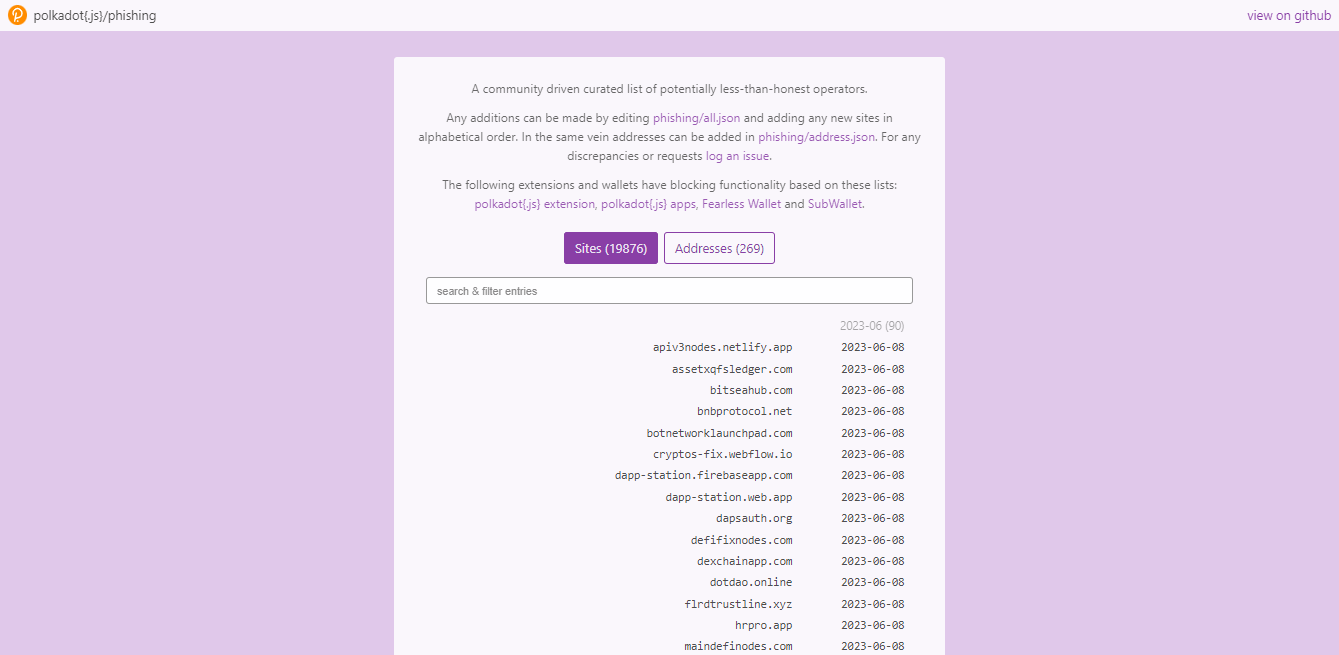 polkadot{.js}/phishing
view on github
A community driven curated list of potentially less-than-honest operators.
Any additions can be made by editing phishing/all.json and adding any new sites in
alphabetical order. In the same vein addresses can be added in phishing/address.json. For any
discrepancies or requests log an issue.
The following extensions and wallets have blocking functionality based on these lists:
polkadot{.js} extension, polkadot{.js} apps, Fearless Wallet and SubWallet.
Sites (19876) Addresses (269)
search & filter entries
2023-06 (90)
apiv3nodes.netlify.app 2023-06-08
assetxqfsledger.com 2023-06-08
bitseahub.com 2023-06-08
bnbprotocol.net 2023-06-08
botnetworklaunchpad.com 2023-06-08
cryptos-fix.webflow.io 2023-06-08
dapp-station.firebaseapp.com 2023-06-08
dapp-station.web.app 2023-06-08
dapsauth.org 2023-06-08
defifixnodes.com 2023-06-08
dexchainapp.com 2023-06-08
dotdao.online 2023-06-08
flrdtrustline.xyz 2023-06-08
hrpro.app 2023-06-08
maindefinodes.com 2023-06-08